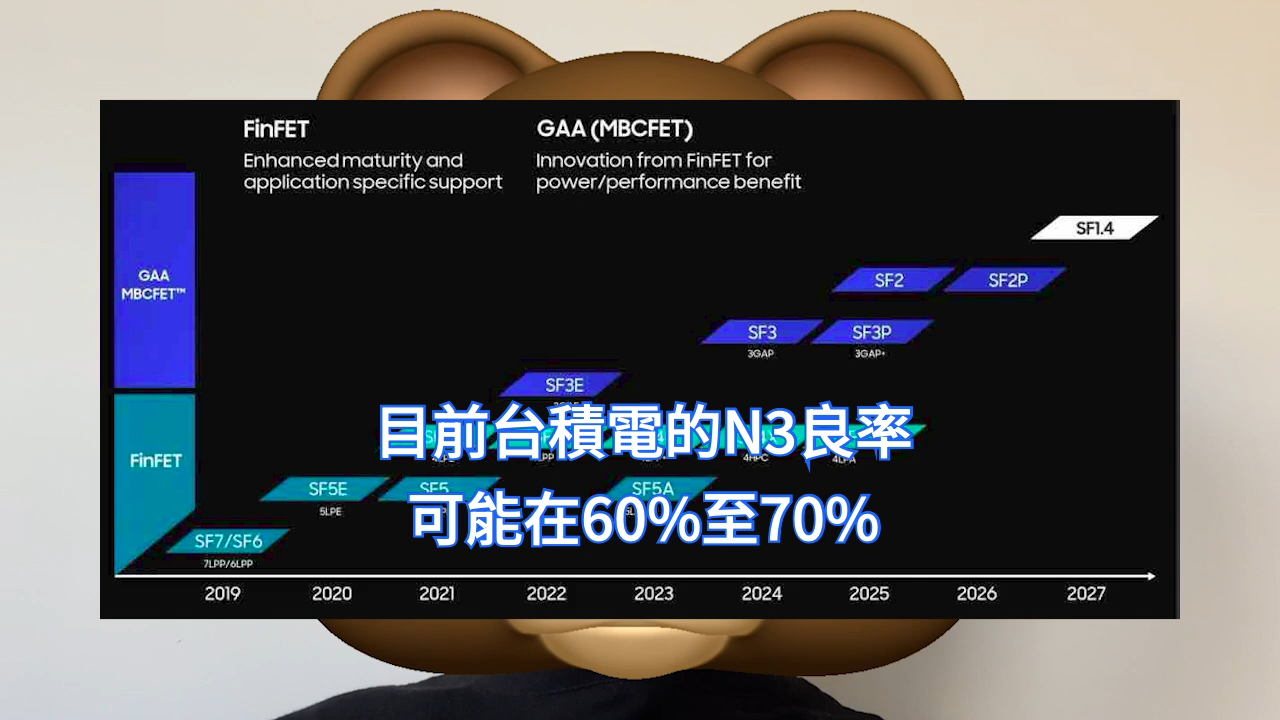 FinFET
Enhanced maturity and
application specific support
GAA (MBCFET)
Innovation from FinFET for
power/performance benefit
SF1.4
GAA
MBCFET™
SF2
SF2P
SF3
SF3P
3GAP
3GAP+
SF3E
目前台積電的N3良率
4HPC
4LPA
FinFET
SF5E
SF5
SF5A
5LPE
可能在60%至70%
SF7/SF6
7LPP/6LPP
2019
2020
2021
2022
2023
2024
2025
2026
2027